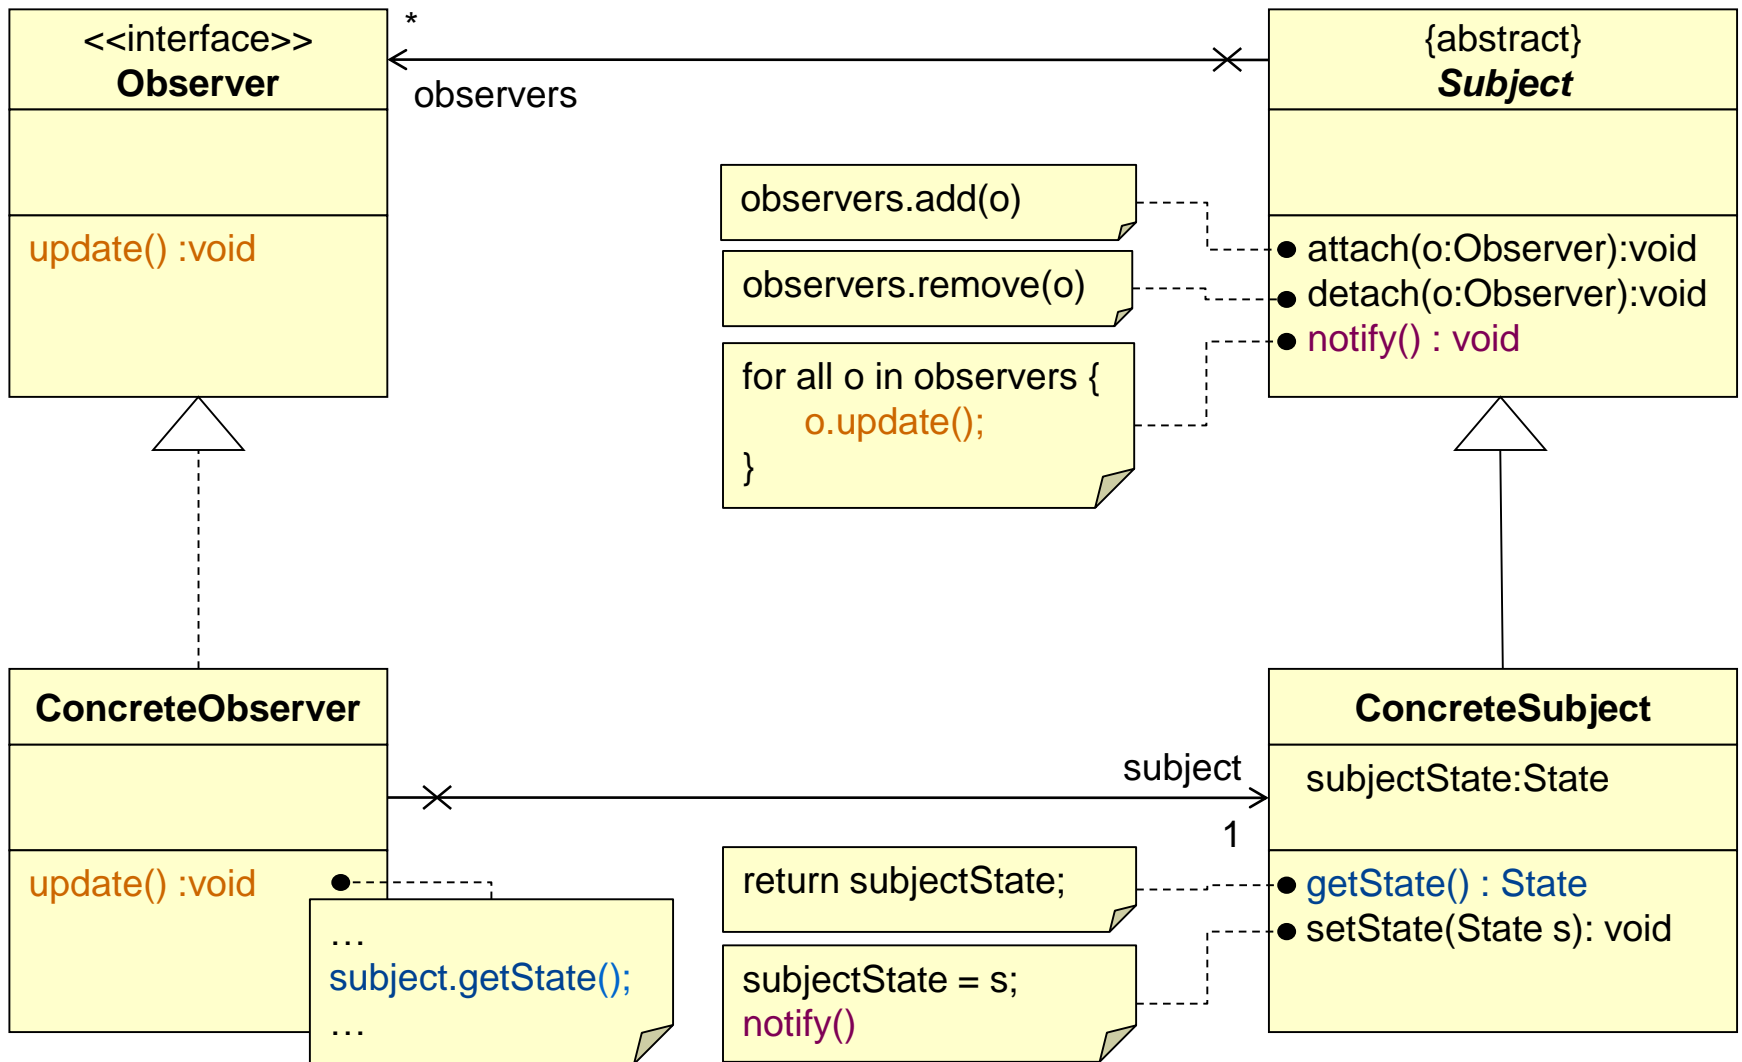 <<interface>>
Observer
update() :void
*
observers
{abstract}
Subject
attach(o:Observer):void
detach(o:Observer):void
notify() : void
observers.add(o)
observers.remove(o)
for all o in observers {
o.update();
}
ConcreteObserver
update() :void
…
subject.getState();
…
subject
1
ConcreteSubject
subjectState:State
getState() : State
setState(State s): void
return subjectState;
subjectState = s;
notify()